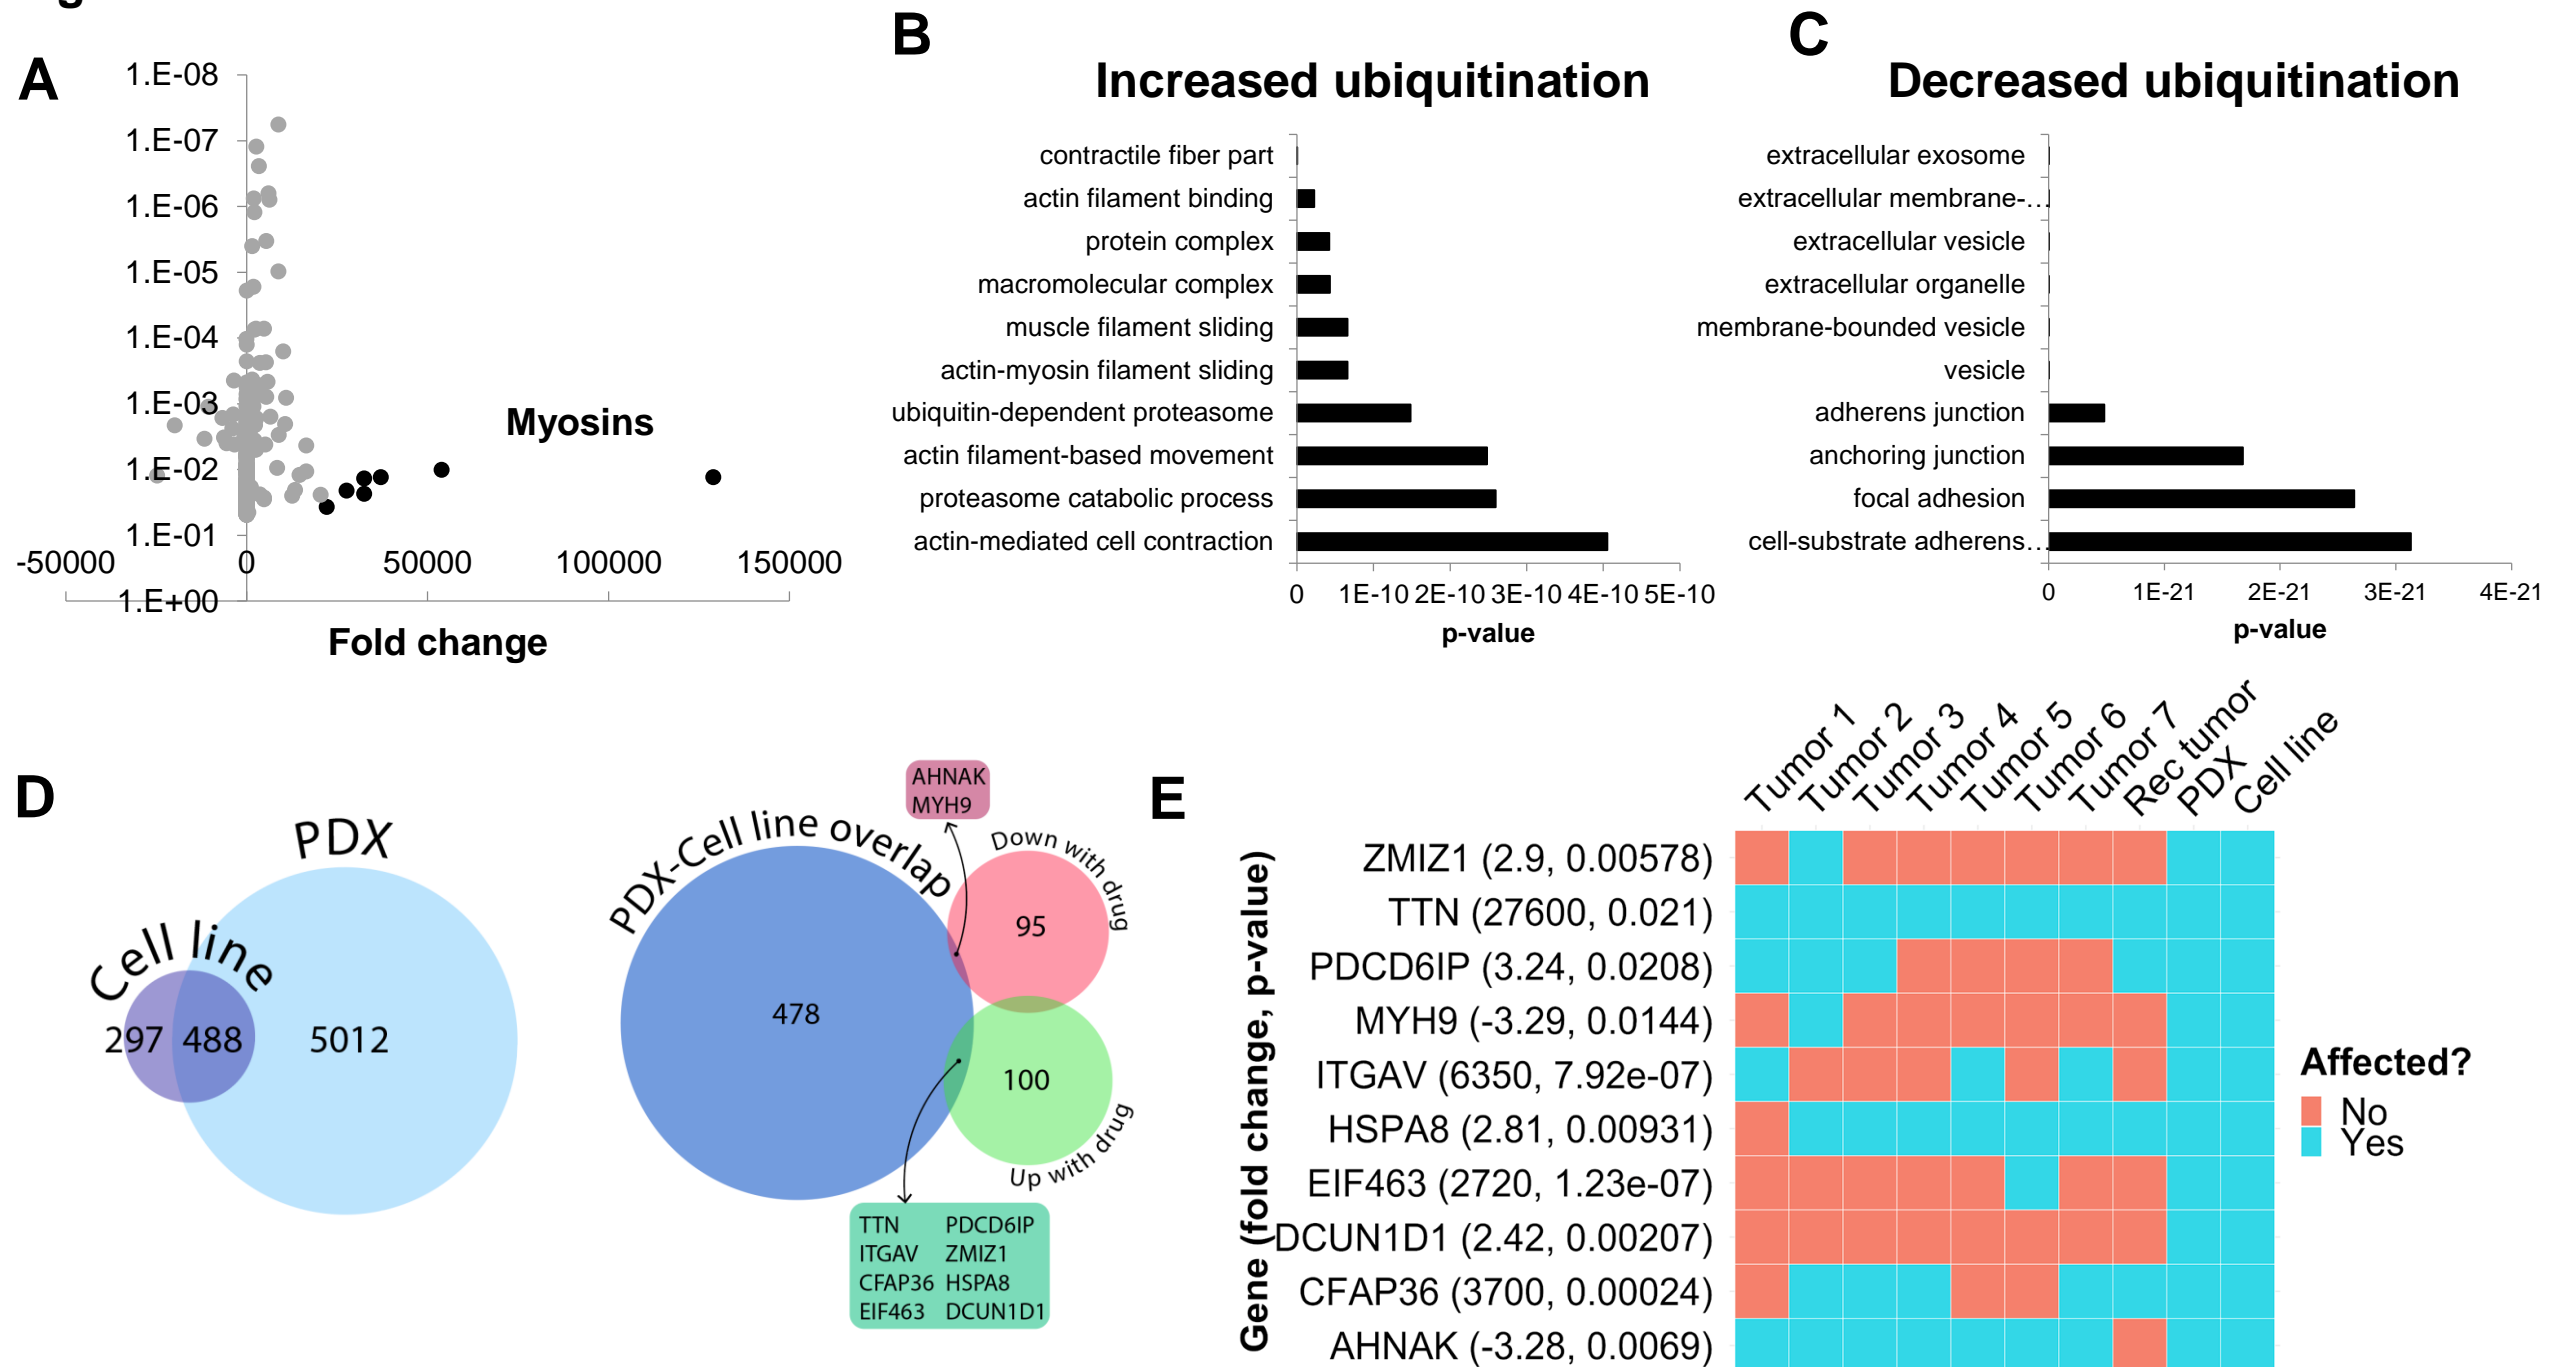 A
1.E-08
1.E-07
1.E-06
1.E-05
1.E-04
1.E-03
1.E-02
1.E-01
1.E+00
-50000
0
50000
100000
150000
Myosins
Fold change
B
Increased ubiquitination
contractile fiber part
actin filament binding
protein complex
macromolecular complex
muscle filament sliding
actin-myosin filament sliding
ubiquitin-dependent proteasome
actin filament-based movement
proteasome catabolic process
actin-mediated cell contraction
0 1E-10 2E-10 3E-10 4E-10 5E-10
p-value
C
Decreased ubiquitination
extracellular exosome
extracellular membrane-…
extracellular vesicle
extracellular organelle
membrane-bounded vesicle
vesicle
adherens junction
anchoring junction
focal adhesion
cell-substrate adherens…
0 1E-21 2E-21 3E-21 4E-21
p-value
D
PDX
Cell line
297 488 5012
PDX-Cell line overlap
478
AHNAK
MYH9
Down with drug
95
100
Up with drug
TTN PDCD6IP
ITGAV ZMIZ1
CFAP36 HSPA8
EIF463 DCUN1D1
E
Tumor 1
Tumor 2
Tumor 3
Tumor 4
Tumor 5
Tumor 6
Tumor 7
Rec tumor
PDX
Cell line
Gene (fold change, p-value)
ZMIZ1 (2.9, 0.00578)
TTN (27600, 0.021)
PDCD6IP (3.24, 0.0208)
MYH9 (-3.29, 0.0144)
ITGAV (6350, 7.92e-07)
HSPA8 (2.81, 0.00931)
EIF463 (2720, 1.23e-07)
DCUN1D1 (2.42, 0.00207)
CFAP36 (3700, 0.00024)
AHNAK (-3.28, 0.0069)
Affected?
No
Yes